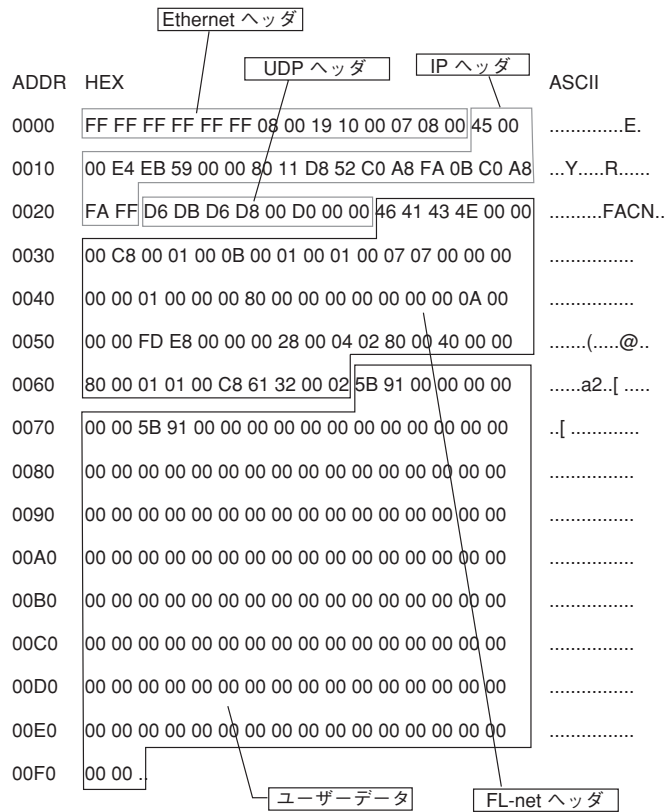 Ethernet ヘッダ
UDP ヘッダ
IP ヘッダ
ADDR HEX ASCII
0000 FF FF FF FF FF FF 08 00 19 10 00 07 08 00 45 00 ..............E.
0010 00 E4 EB 59 00 00 80 11 D8 52 C0 A8 FA 0B C0 A8 ...Y.....R......
0020 FA FF D6 DB D6 D8 00 D0 00 00 46 41 43 4E 00 00 ..........FACN..
0030 00 C8 00 01 00 0B 00 01 00 01 00 07 07 00 00 00 ................
0040 00 00 01 00 00 00 80 00 00 00 00 00 00 00 0A 00 ................
0050 00 00 FD E8 00 00 00 28 00 04 02 80 00 40 00 00 .......(.....@..
0060 80 00 01 01 00 C8 61 32 00 02 5B 91 00 00 00 00 ......a2..[ .....
0070 00 00 5B 91 00 00 00 00 00 00 00 00 00 00 00 00 ..[ .............
0080 00 00 00 00 00 00 00 00 00 00 00 00 00 00 00 00 ................
0090 00 00 00 00 00 00 00 00 00 00 00 00 00 00 00 00 ................
00A0 00 00 00 00 00 00 00 00 00 00 00 00 00 00 00 00 ................
00B0 00 00 00 00 00 00 00 00 00 00 00 00 00 00 00 00 ................
00C0 00 00 00 00 00 00 00 00 00 00 00 00 00 00 00 00 ................
00D0 00 00 00 00 00 00 00 00 00 00 00 00 00 00 00 00 ................
00E0 00 00 00 00 00 00 00 00 00 00 00 00 00 00 00 00 ................
00F0 00 00 ..
ユーザーデータ
FL-net ヘッダ